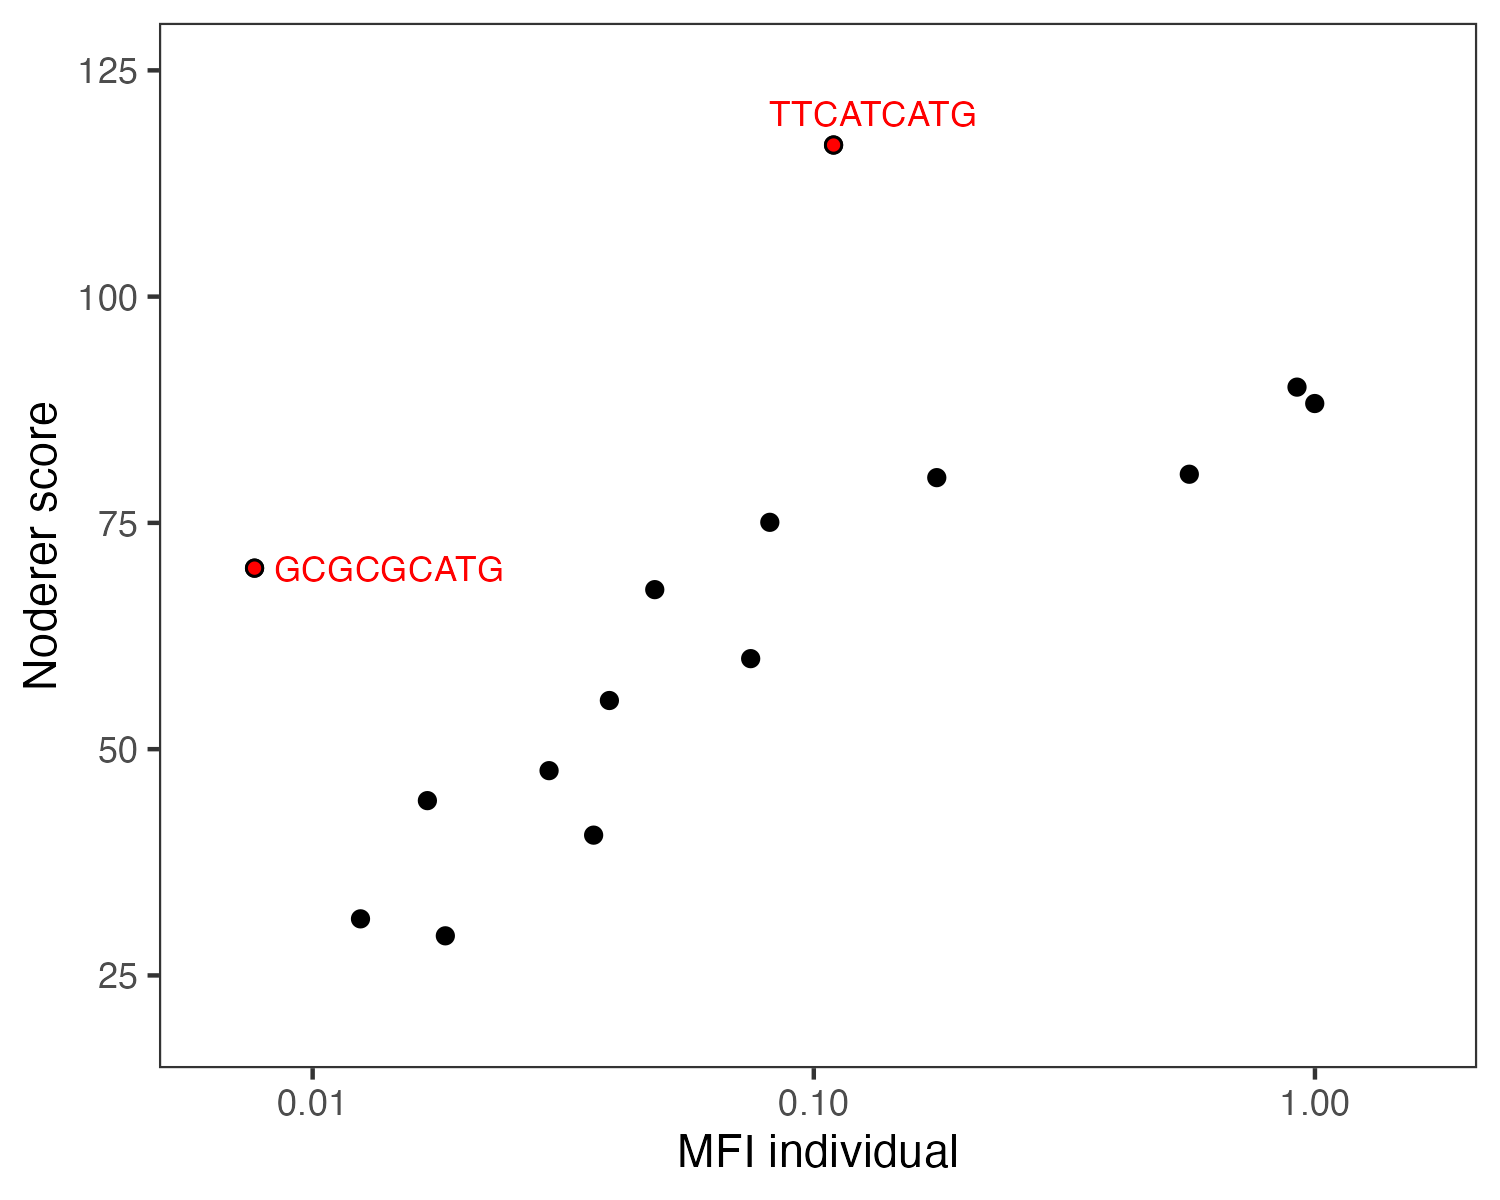 125
TTCATCATG
100
75
GCGCGCATG
50
25
Noderer score
0.01 0.10 1.00
MFI individual